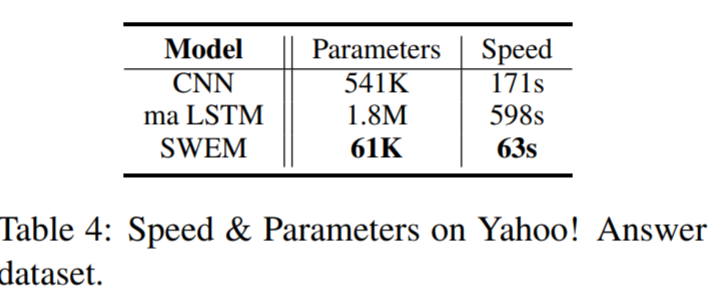 Model Parameters Speed
CNN 541K 171s
ma LSTM 1.8M 598s
SWEM 61K 63s
Table 4: Speed & Parameters on Yahoo! Answer
dataset.